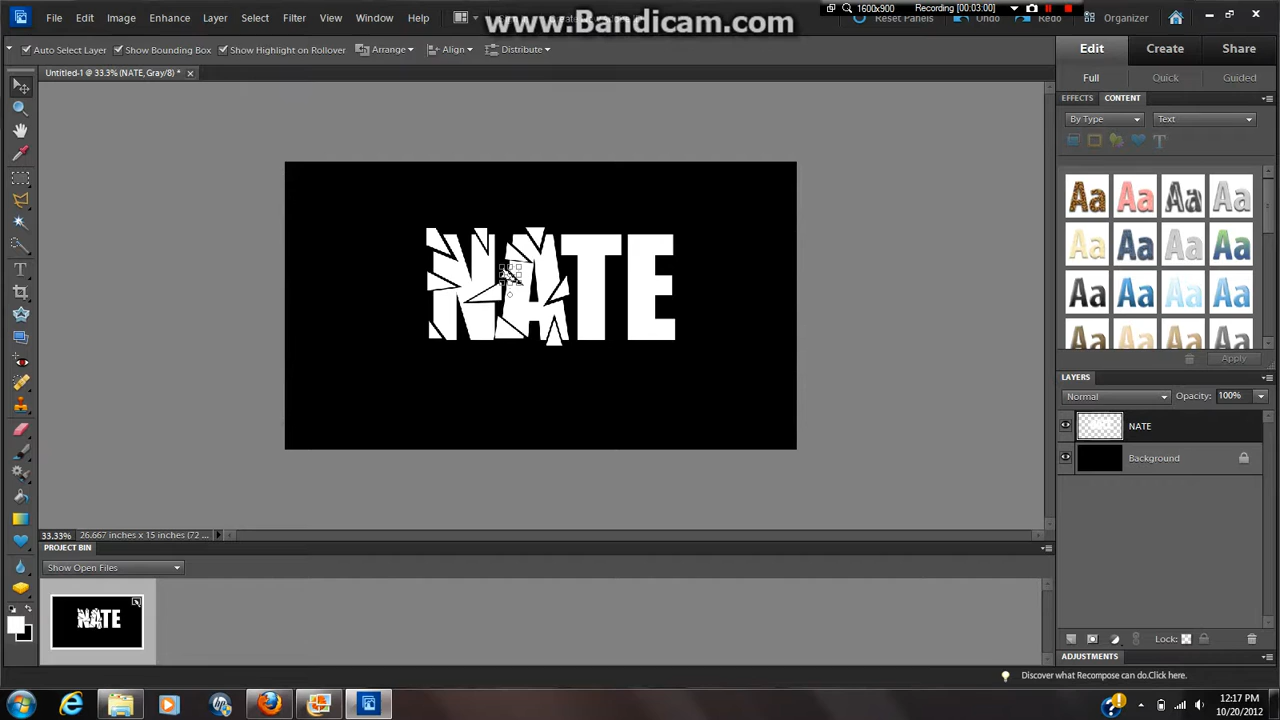 www.Bandicam.com
1600x900 Recording [00:03:00]
File Edit Image Enhance Layer Select Filter View Window Help
Reset Panels Undo Redo Organizer
Auto Select Layer Show Bounding Box Show Highlight on Rollover Arrange Align Distribute
Edit Create Share
Untitled-1 @ 33.3% (NATE, Gray/8) *
Full Quick Guided
EFFECTS CONTENT
By Type Text
T
Aa Aa Aa Aa
Aa Aa Aa Aa
Aa Aa Aa Aa
Aa Aa Aa Aa
NATE
Apply
LAYERS
Normal Opacity: 100%
NATE
Background
33.33% 26.667 inches x 15 inches (72 ...
PROJECT BIN
Show Open Files
NATE
Lock:
ADJUSTMENTS
Discover what Recompose can do.Click here.
12:17 PM
10/20/2012